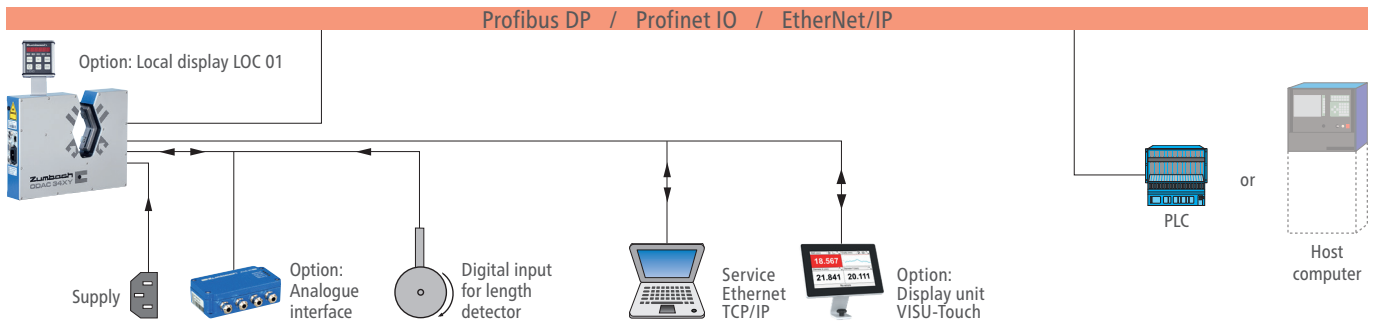 Profibus DP / Profinet IO / EtherNet/IP
Option: Local display LOC 01
Zumbach
ODAC 34XY
or
PLC
Host
computer
Supply
Option:
Analogue
interface
Digital input
for length
detector
Service
Ethernet
TCP/IP
18.567
21.841 20.111
Option:
Display unit
VISU-Touch